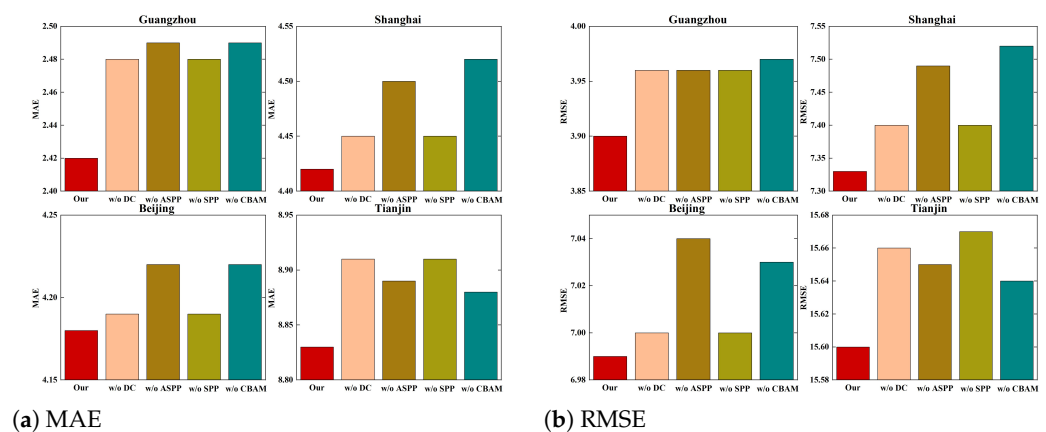 Guangzhou
2.50
2.48
2.46
2.44
2.42
2.40
MAE
Our w/o DC w/o ASPP w/o SPP w/o CBAM
Shanghai
4.55
4.50
4.45
4.40
MAE
Our w/o DC w/o ASPP w/o SPP w/o CBAM
Beijing
4.25
4.20
4.15
MAE
Our w/o DC w/o ASPP w/o SPP w/o CBAM
Tianjin
8.95
8.90
8.85
8.80
MAE
Our w/o DC w/o ASPP w/o SPP w/o CBAM
(a) MAE
Guangzhou
4.00
3.95
3.90
3.85
RMSE
Our w/o DC w/o ASPP w/o SPP w/o CBAM
Shanghai
7.55
7.50
7.45
7.40
7.35
7.30
RMSE
Our w/o DC w/o ASPP w/o SPP w/o CBAM
Beijing
7.04
7.02
7.00
6.98
RMSE
Our w/o DC w/o ASPP w/o SPP w/o CBAM
Tianjin
15.68
15.66
15.64
15.62
15.60
15.58
RMSE
Our w/o DC w/o ASPP w/o SPP w/o CBAM
(b) RMSE